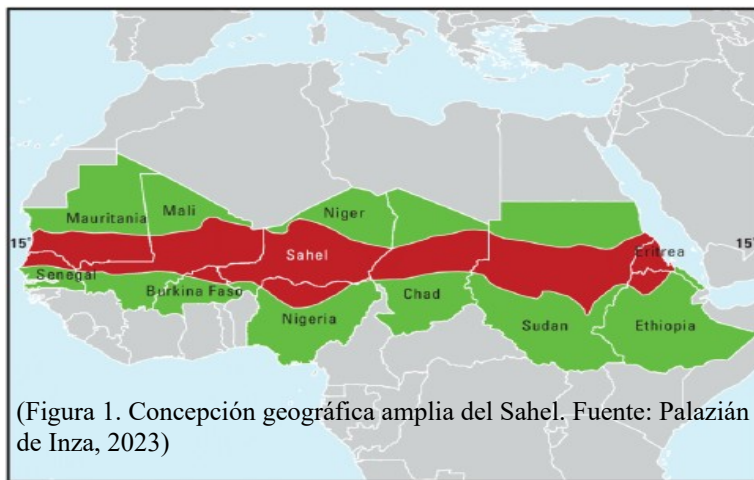 Mauritania
Mali
Niger
15°
Sahel
Eritrea
15°
Senegal
Burkina Faso
Chad
Nigeria
Sudan
Ethiopia
(Figura 1. Concepción geográfica amplia del Sahel. Fuente: Palazián
de Inza, 2023)